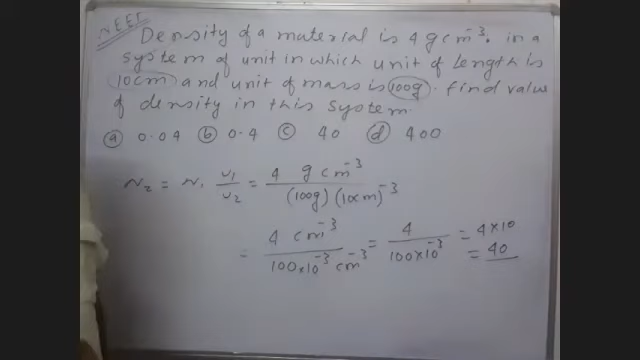 NEET
Density of a material is 4 g cm⁻³. in a
system of unit in which unit of length is
10cm and unit of mass is 100g. find value
of density in this system.
(a) 0.04 (b) 0.4 (c) 40 (d) 400
N₂ = N₁ u₁/u₂ = 4 g cm⁻³ / (100g) (10cm)⁻³
= 4 cm⁻³ / 100×10⁻³ cm⁻³ = 4 / 100×10⁻³ = 4×10
= 40